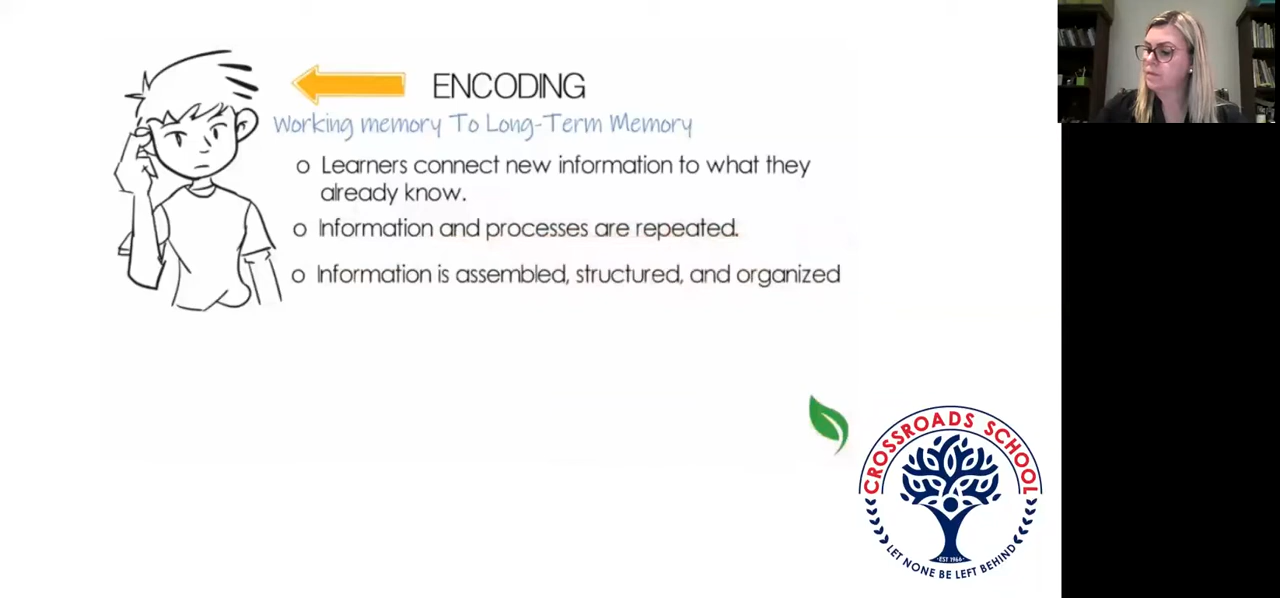 ENCODING
Working memory To Long-Term Memory
o Learners connect new information to what they
already know.
o Information and processes are repeated.
o Information is assembled, structured, and organized
CROSSROADS SCHOOL
EST 1966
LET NONE BE LEFT BEHIND